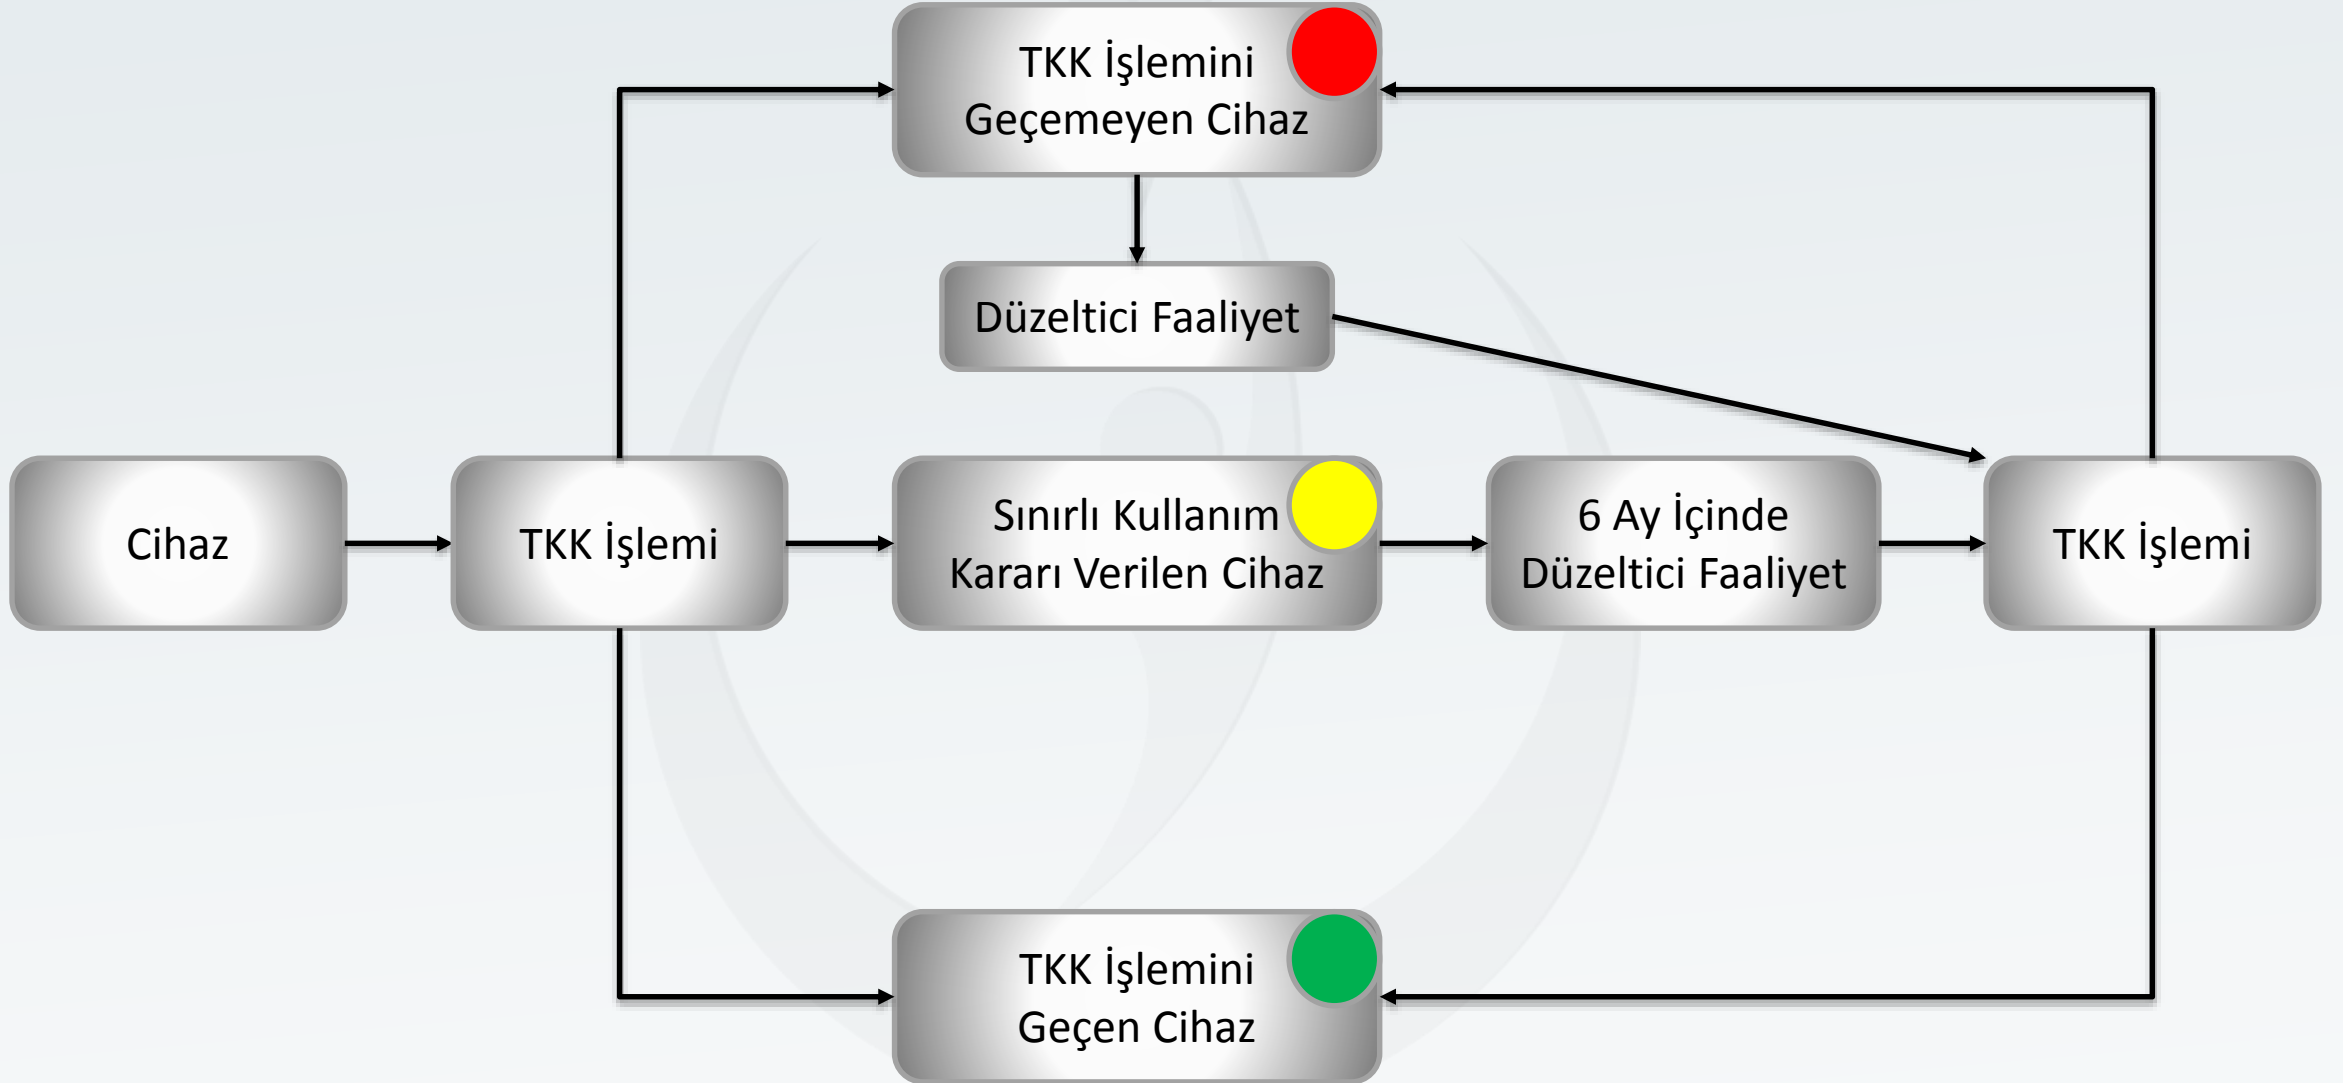 TKK İşlemini
Geçemeyen Cihaz
Düzeltici Faaliyet
Cihaz
TKK İşlemi
Sınırlı Kullanım
Kararı Verilen Cihaz
6 Ay İçinde
Düzeltici Faaliyet
TKK İşlemi
TKK İşlemini
Geçen Cihaz